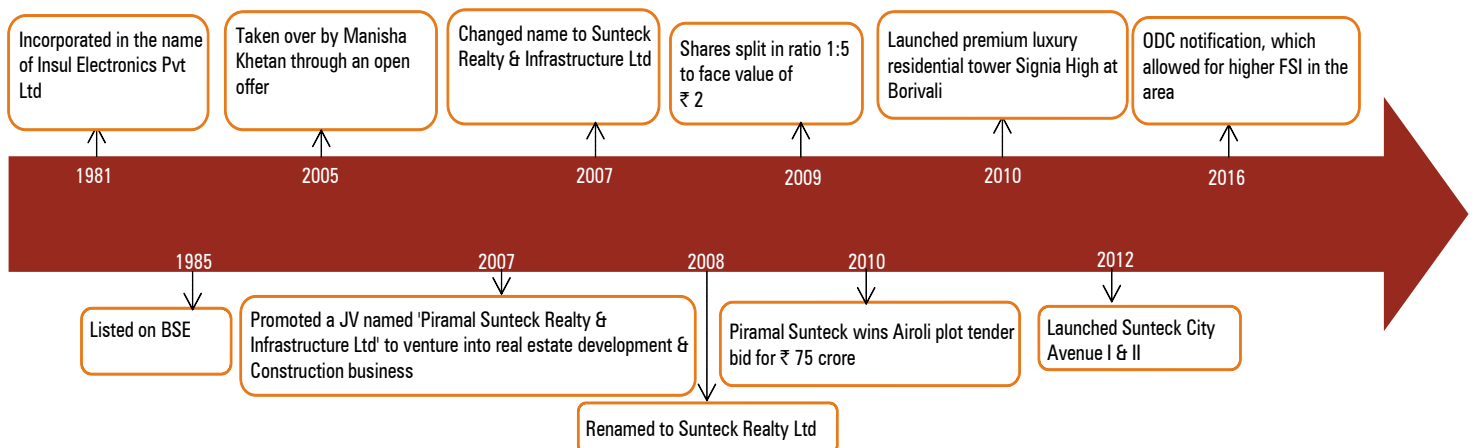 Incorporated in the name
of Insul Electronics Pvt
Ltd
Taken over by Manisha
Khetan through an open
offer
Changed name to Sunteck
Realty & Infrastructure Ltd
Shares split in ratio 1:5
to face value of
₹ 2
Launched premium luxury
residential tower Signia High at
Borivali
ODC notification, which
allowed for higher FSI in the
area
1981
2005
2007
2009
2010
2016
1985
2007
2008
2010
2012
Listed on BSE
Promoted a JV named 'Piramal Sunteck Realty &
Infrastructure Ltd' to venture into real estate development &
Construction business
Piramal Sunteck wins Airoli plot tender
bid for ₹ 75 crore
Launched Sunteck City
Avenue I & II
Renamed to Sunteck Realty Ltd